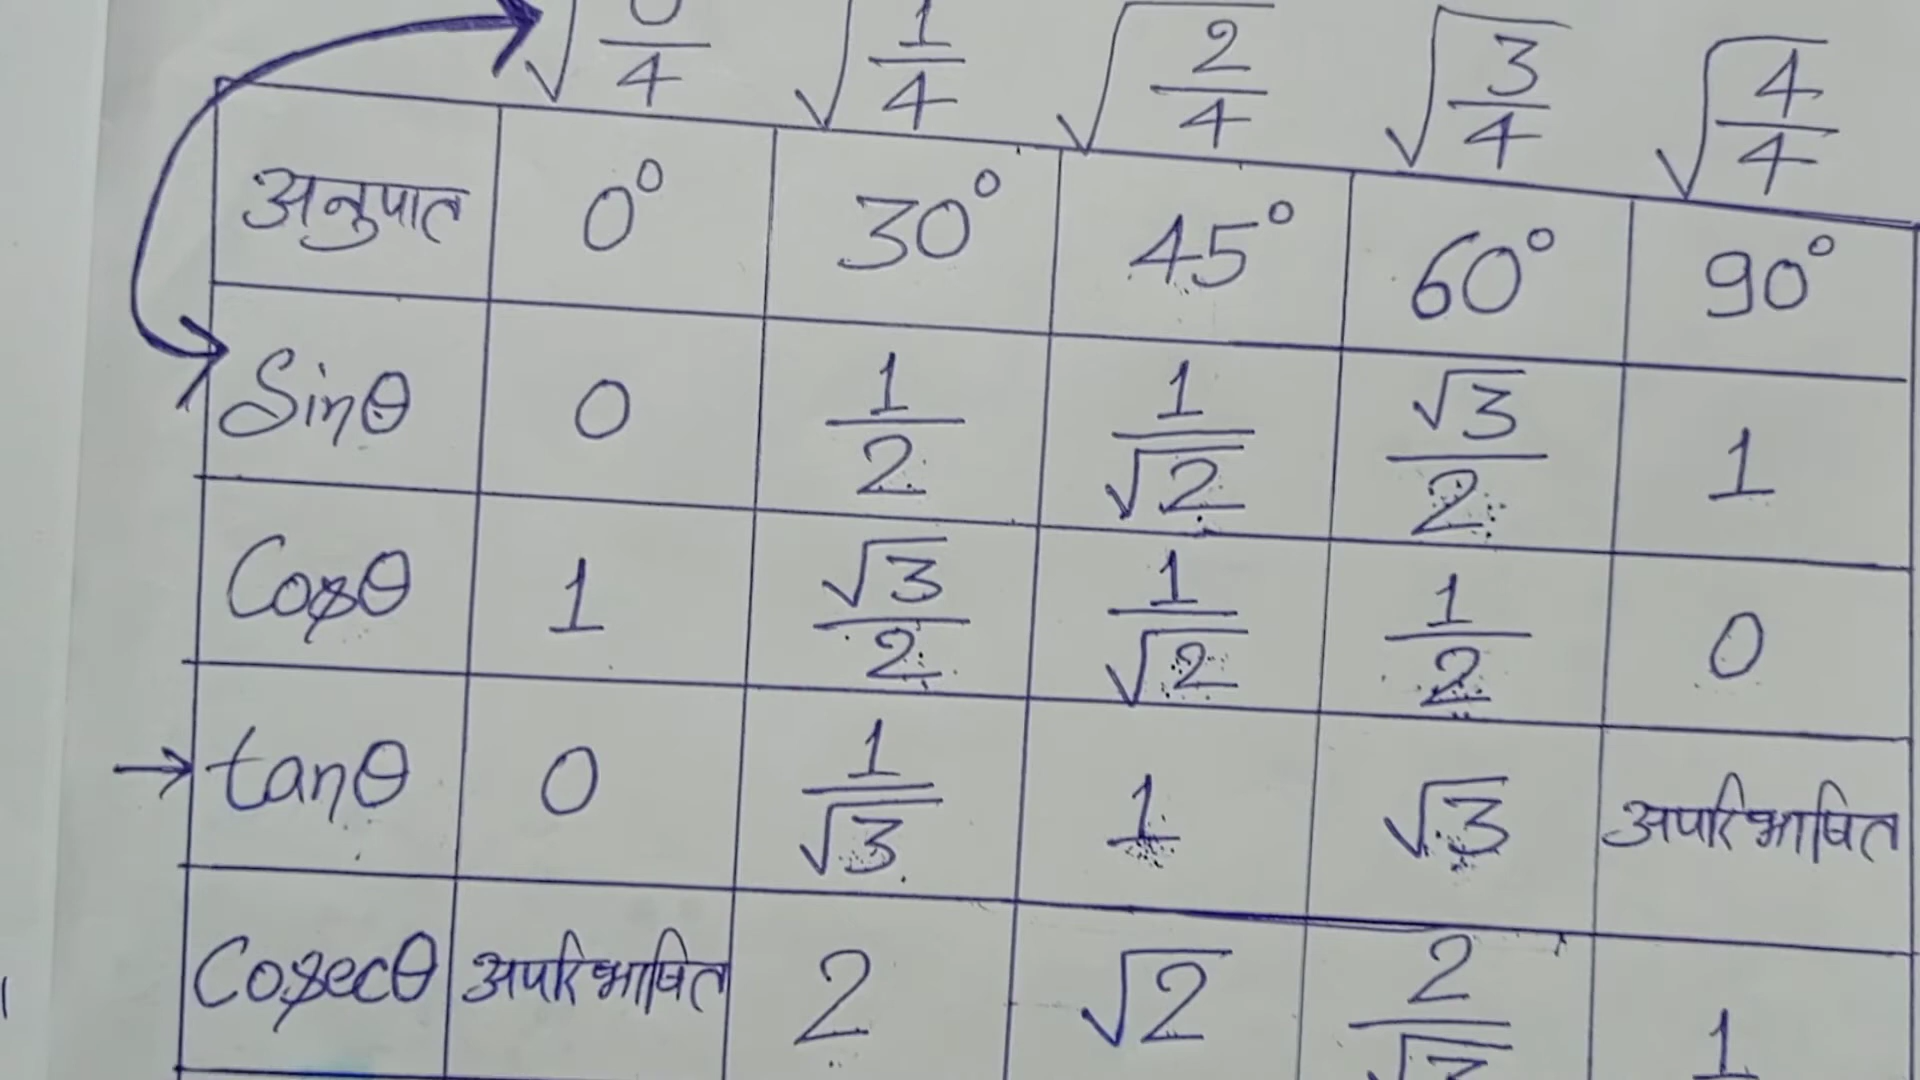 √0/4 √1/4 √2/4 √3/4 √4/4
अनुपात 0° 30° 45° 60° 90°
Sinθ 0 1/2 1/√2 √3/2 1
Cosθ 1 √3/2 1/√2 1/2 0
→ tanθ 0 1/√3 1 √3 अपरिभाषित
Cosecθ अपरिभाषित 2 √2 2/√3 1